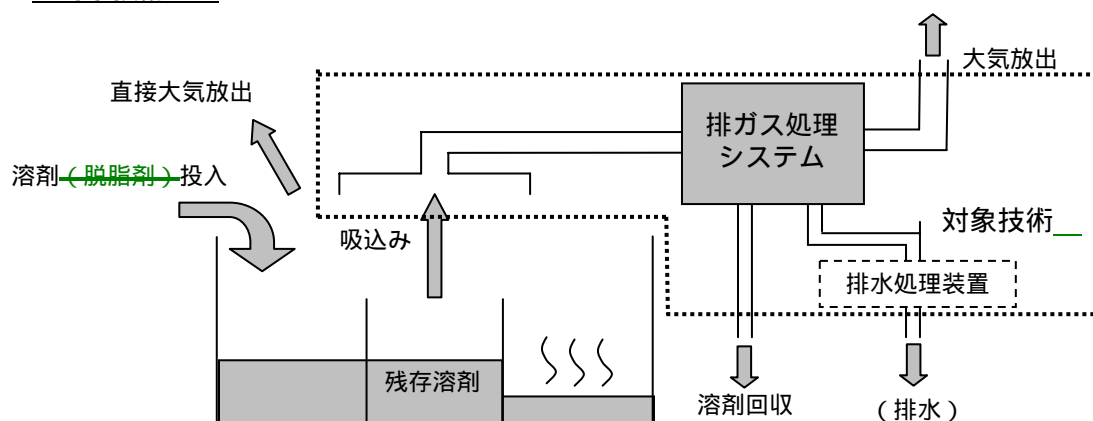 大気放出
直接大気放出
排ガス処理
システム
溶剤（脱脂剤）投入
対象技術
吸込み
排水処理装置
残存溶剤
溶剤回収
（排水）